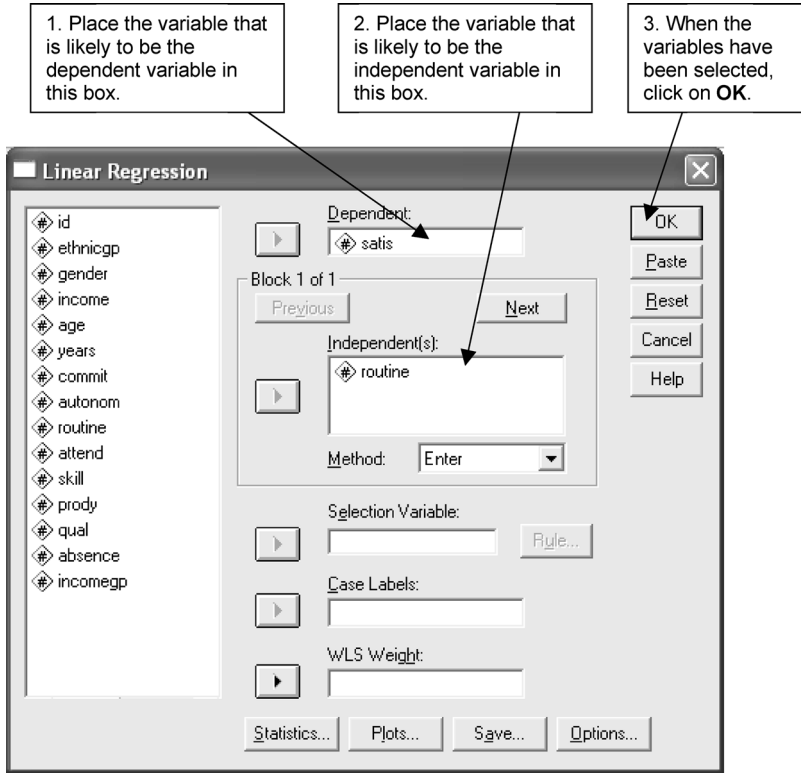 1. Place the variable that
is likely to be the
dependent variable in
this box.
2. Place the variable that
is likely to be the
independent variable in
this box.
3. When the
variables have
been selected,
click on OK.
Linear Regression
id
ethnicgp
gender
income
age
years
commit
autonom
routine
attend
skill
prody
qual
absence
incomegp
Dependent:
satis
Block 1 of 1
Previous
Next
Independent(s):
routine
Method:
Enter
Selection Variable:
Rule...
Case Labels:
WLS Weight:
OK
Paste
Reset
Cancel
Help
Statistics...
Plots...
Save...
Options...